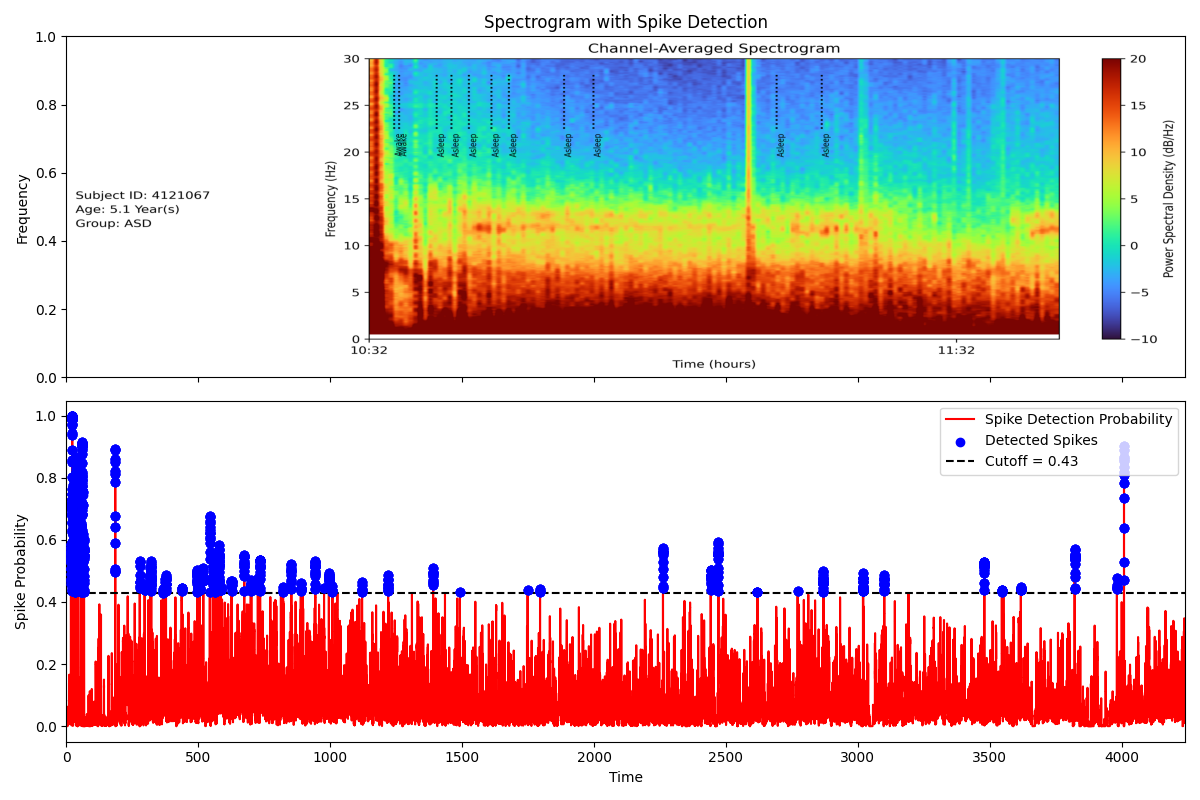 Spectrogram with Spike Detection
Channel-Averaged Spectrogram
1.0
0.8
0.6
0.4
0.2
0.0
Frequency
Subject ID: 4121067
Age: 5.1 Year(s)
Group: ASD
30
25
20
15
10
5
0
Frequency (Hz)
Awake
Awake
Asleep
Asleep
Asleep
Asleep
Asleep
Asleep
Asleep
Asleep
Asleep
10:32
11:32
Time (hours)
20
15
10
5
0
−5
−10
Power Spectral Density (dB/Hz)
1.0
0.8
0.6
0.4
0.2
0.0
Spike Probability
Spike Detection Probability
Detected Spikes
Cutoff = 0.43
0
500
1000
1500
2000
2500
3000
3500
4000
Time